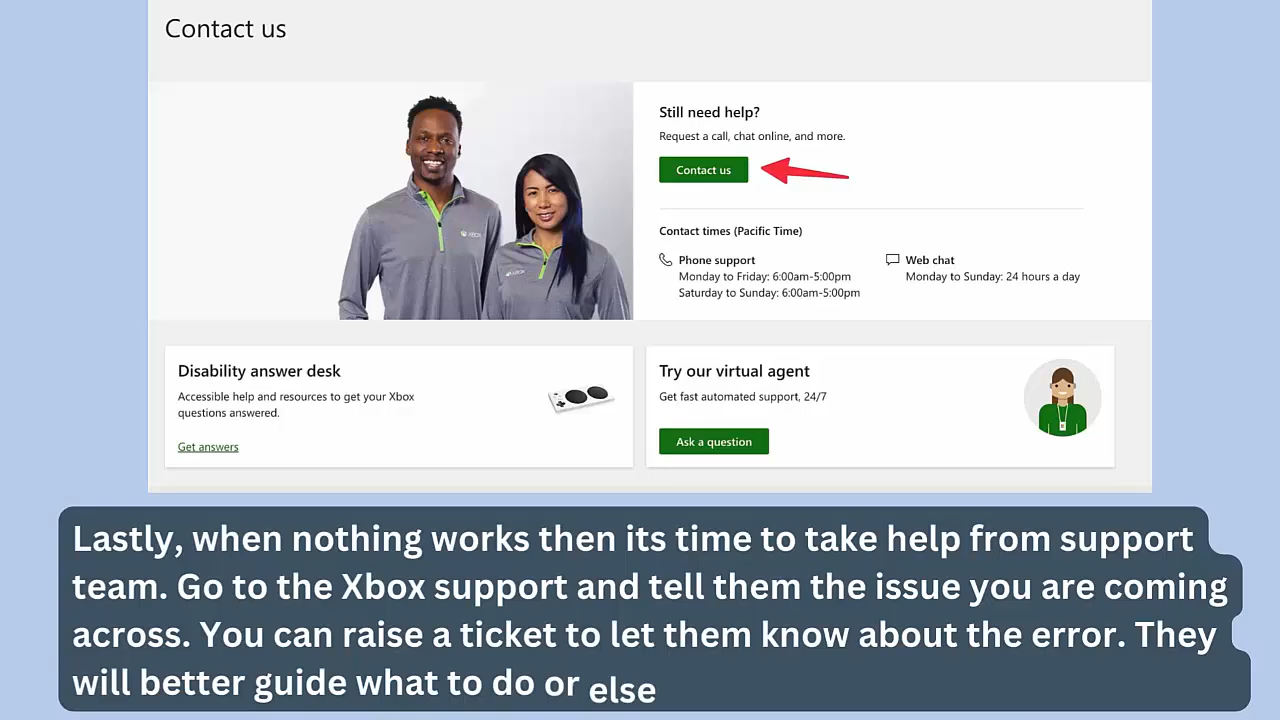 Contact us
Still need help?
Request a call, chat online, and more.
Contact us
Contact times (Pacific Time)
Phone support
Monday to Friday: 6:00am-5:00pm
Saturday to Sunday: 6:00am-5:00pm
Web chat
Monday to Sunday: 24 hours a day
XBOX
XBOX
Disability answer desk
Accessible help and resources to get your Xbox
questions answered.
Get answers
Try our virtual agent
Get fast automated support, 24/7
Ask a question
Lastly, when nothing works then its time to take help from support
team. Go to the Xbox support and tell them the issue you are coming
across. You can raise a ticket to let them know about the error. They
will better guide what to do or else